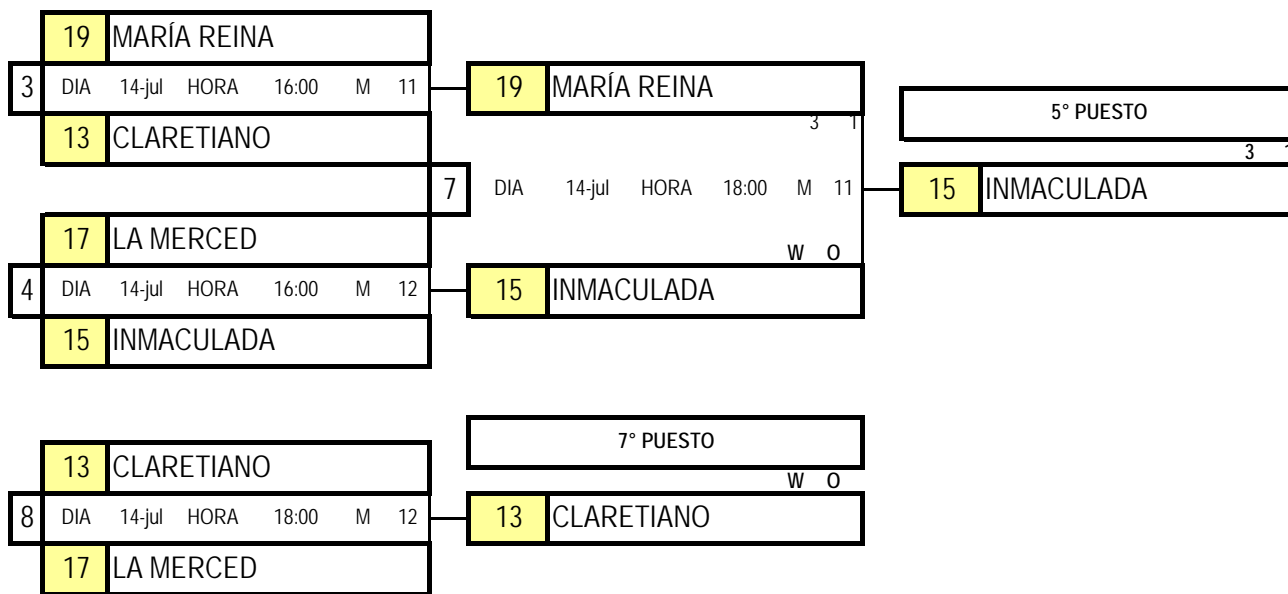 19 MARÍA REINA
3 DIA 14-jul HORA 16:00 M 11
13 CLARETIANO
19 MARÍA REINA
3 1
7 DIA 14-jul HORA 18:00 M 11
5° PUESTO
3 1
15 INMACULADA
17 LA MERCED
4 DIA 14-jul HORA 16:00 M 12
15 INMACULADA
W O
15 INMACULADA
13 CLARETIANO
8 DIA 14-jul HORA 18:00 M 12
17 LA MERCED
7° PUESTO
W O
13 CLARETIANO